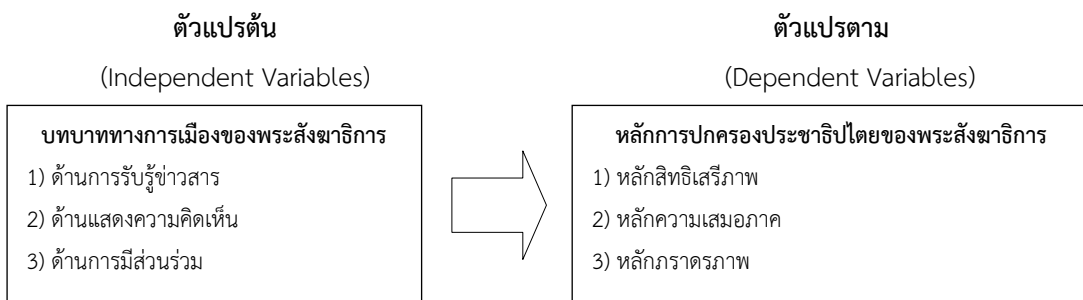 ตัวแปรต้น
(Independent Variables)
บทบาททางการเมืองของพระสังฆาธิการ
1) ด้านการรับรู้ข่าวสาร
2) ด้านแสดงความคิดเห็น
3) ด้านการมีส่วนร่วม
ตัวแปรตาม
(Dependent Variables)
หลักการปกครองประชาธิปไตยของพระสังฆาธิการ
1) หลักสิทธิเสรีภาพ
2) หลักความเสมอภาค
3) หลักภราดรภาพ